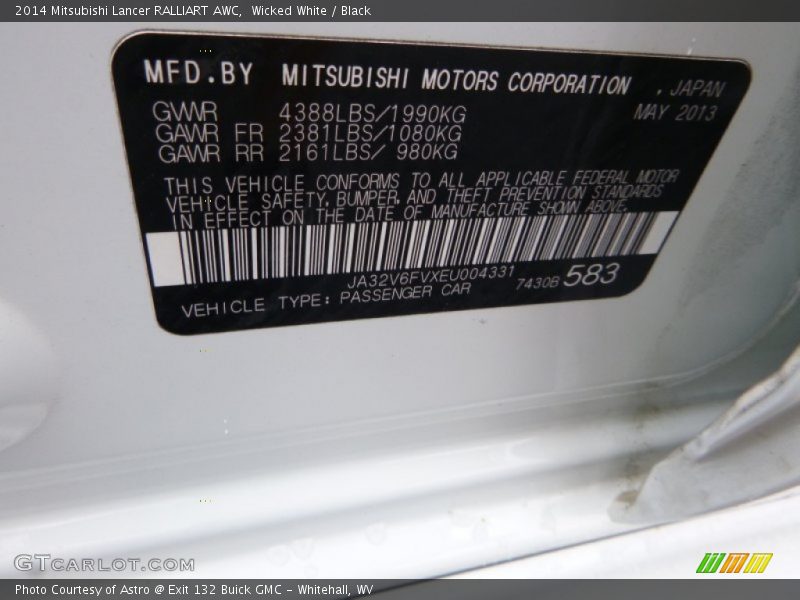 2014 Mitsubishi Lancer RALLIART AWC,  Wicked White / Black
MFD.BY MITSUBISHI MOTORS CORPORATION , JAPAN
GWWR 4388LBS/1990KG MAY 2013
GAWR FR 2381LBS/1080KG
GAWR RR 2161LBS/ 980KG
THIS VEHICLE CONFORMS TO ALL APPLICABLE FEDERAL MOTOR
VEHICLE SAFETY, BUMPER, AND THEFT PREVENTION STANDARDS
IN EFFECT ON THE DATE OF MANUFACTURE SHOWN ABOVE.
JA32V6FVXEU004331
VEHICLE TYPE: PASSENGER CAR 7430B 583
GTCARLOT.COM
Photo Courtesy of Astro @ Exit 132 Buick GMC – Whitehall, WV